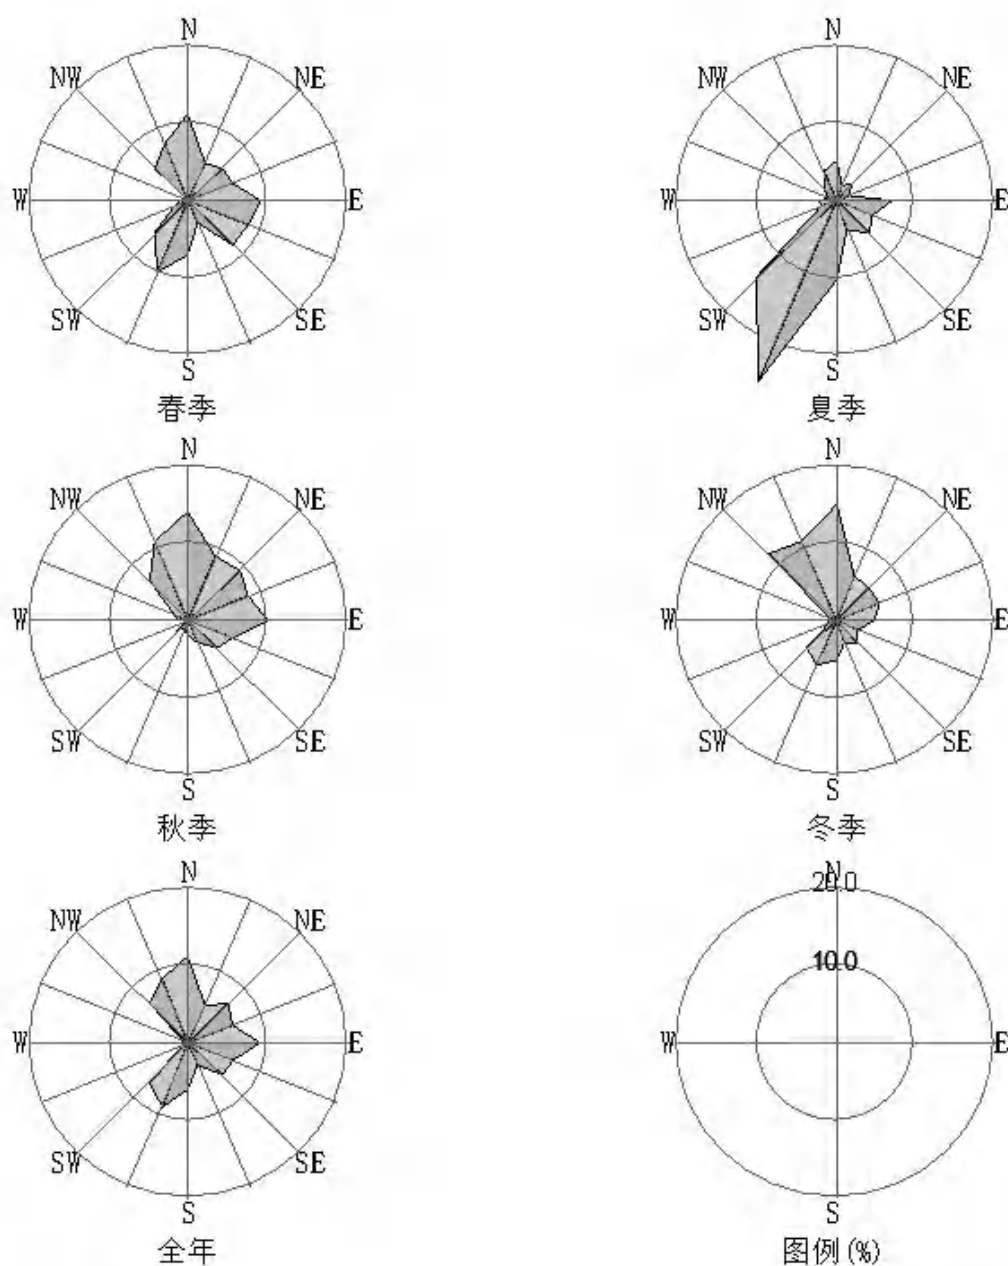 N N
NW NE NW NE
W E W E
SW SE SW SE
S S
春季 夏季
N N
NW NE NW NE
W E W E
SW SE SW SE
S S
秋季 冬季
N N
20.0
NW NE
10.0
W E W E
SW SE
S S
全年 图例(%)